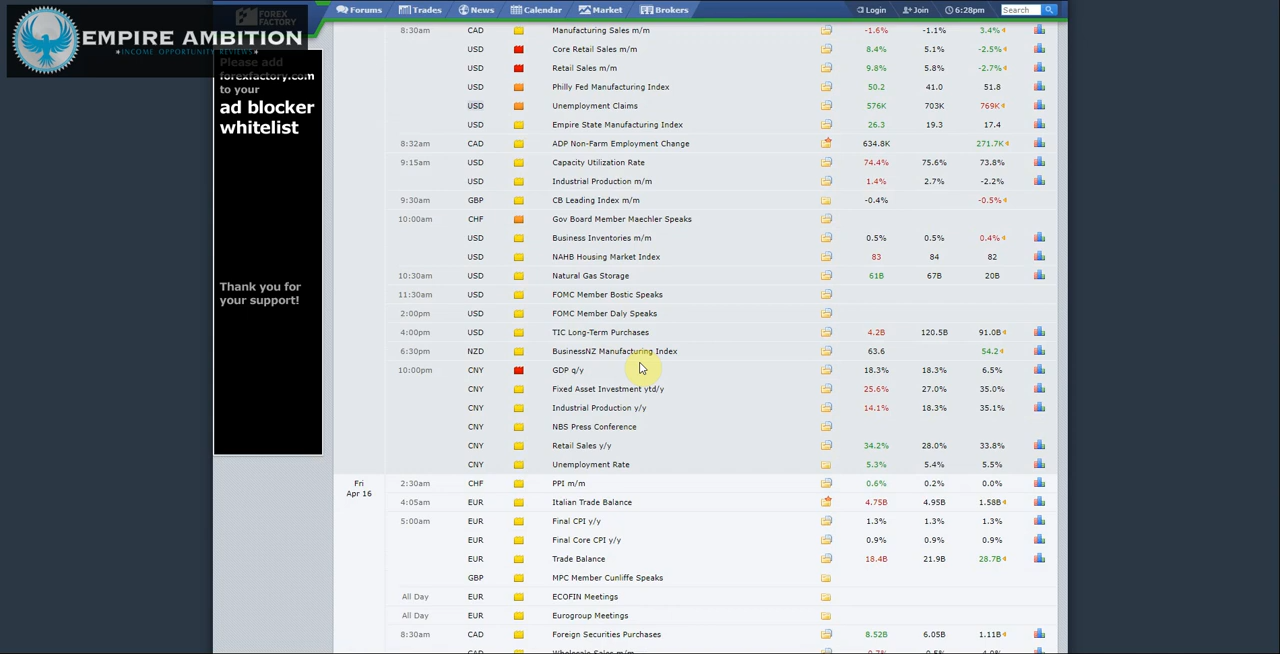 FOREX FACTORY
Forums Trades News Calendar Market Brokers Login Join 6:28pm Search
EMPIRE AMBITION
•INCOME OPPORTUNITY REVIEWS•
Please add
forexfactory.com
to your
ad blocker
whitelist
Thank you for
your support!
8:30am CAD Manufacturing Sales m/m -1.6% -1.1% 3.4%
USD Core Retail Sales m/m 8.4% 5.1% -2.5%
USD Retail Sales m/m 9.8% 5.8% -2.7%
USD Philly Fed Manufacturing Index 50.2 41.0 51.8
USD Unemployment Claims 576K 703K 769K
USD Empire State Manufacturing Index 26.3 19.3 17.4
8:32am CAD ADP Non-Farm Employment Change 634.8K 271.7K
9:15am USD Capacity Utilization Rate 74.4% 75.6% 73.8%
USD Industrial Production m/m 1.4% 2.7% -2.2%
9:30am GBP CB Leading Index m/m -0.4% -0.5%
10:00am CHF Gov Board Member Maechler Speaks
USD Business Inventories m/m 0.5% 0.5% 0.4%
USD NAHB Housing Market Index 83 84 82
10:30am USD Natural Gas Storage 61B 67B 20B
11:30am USD FOMC Member Bostic Speaks
2:00pm USD FOMC Member Daly Speaks
4:00pm USD TIC Long-Term Purchases 4.2B 120.5B 91.0B
6:30pm NZD BusinessNZ Manufacturing Index 63.6 54.2
10:00pm CNY GDP q/y 18.3% 18.3% 6.5%
CNY Fixed Asset Investment ytd/y 25.6% 27.0% 35.0%
CNY Industrial Production y/y 14.1% 18.3% 35.1%
CNY NBS Press Conference
CNY Retail Sales y/y 34.2% 28.0% 33.8%
CNY Unemployment Rate 5.3% 5.4% 5.5%
Fri Apr 16 2:30am CHF PPI m/m 0.6% 0.2% 0.0%
4:05am EUR Italian Trade Balance 4.75B 4.95B 1.58B
5:00am EUR Final CPI y/y 1.3% 1.3% 1.3%
EUR Final Core CPI y/y 0.9% 0.9% 0.9%
EUR Trade Balance 18.4B 21.9B 28.7B
GBP MPC Member Cunliffe Speaks
All Day EUR ECOFIN Meetings
All Day EUR Eurogroup Meetings
8:30am CAD Foreign Securities Purchases 8.52B 6.05B 1.11B
CAD Wholesale Sales m/m -0.7% 0.5% 4.0%